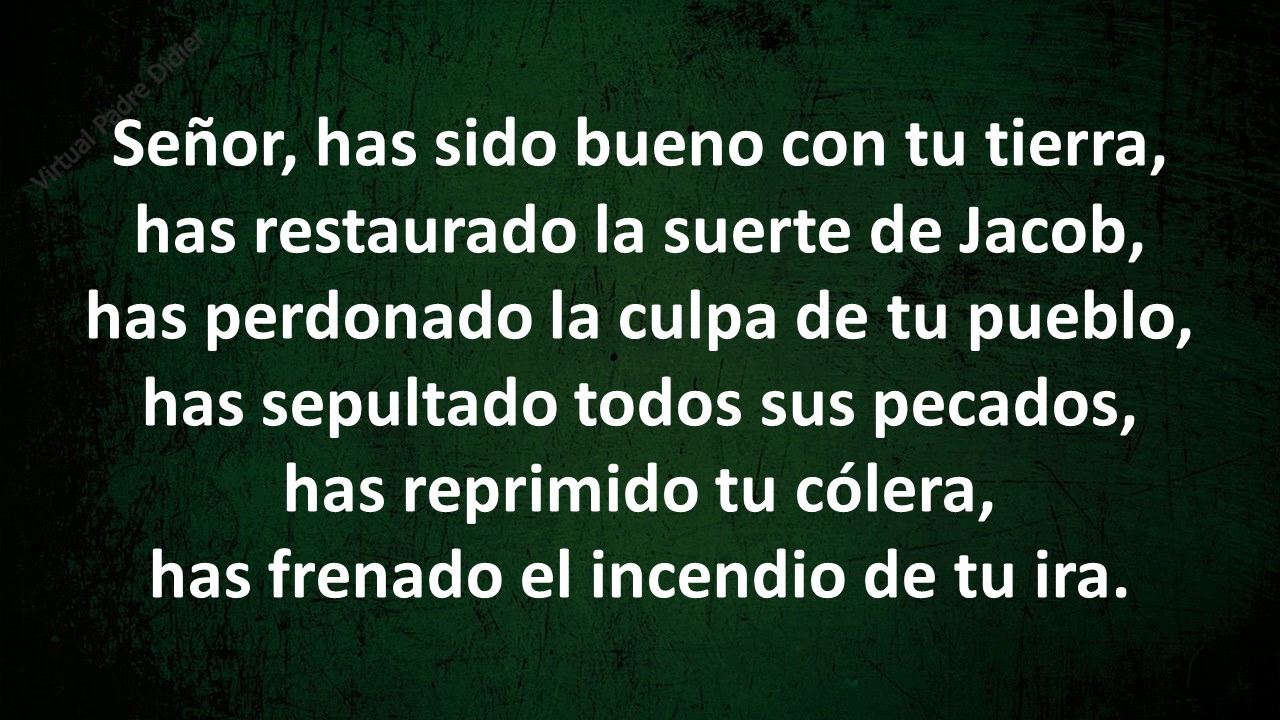 Virtual Padre Didier
Señor, has sido bueno con tu tierra,
has restaurado la suerte de Jacob,
has perdonado la culpa de tu pueblo,
has sepultado todos sus pecados,
has reprimido tu cólera,
has frenado el incendio de tu ira.